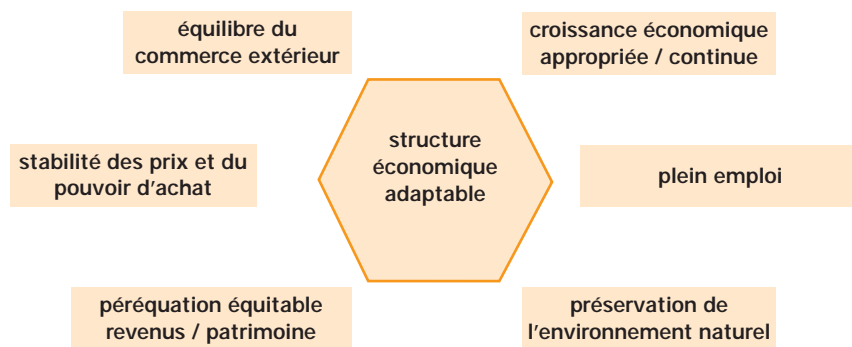 équilibre du
commerce extérieur
croissance économique
appropriée / continue
structure
économique
adaptable
stabilité des prix et du
pouvoir d'achat
plein emploi
péréquation équitable
revenus / patrimoine
préservation de
l'environnement naturel